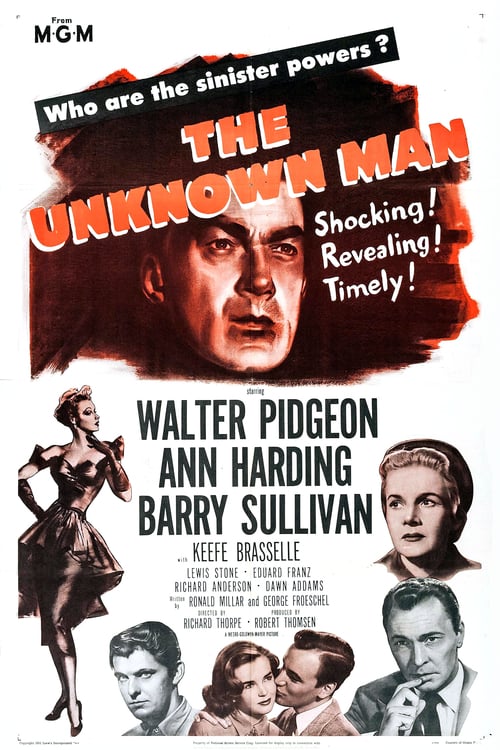 From
M·G·M
Who are the sinister powers?
THE
UNKNOWN MAN
Shocking!
Revealing!
Timely!
starring
WALTER PIDGEON
ANN HARDING
BARRY SULLIVAN
with KEEFE BRASSELLE
LEWIS STONE · EDUARD FRANZ
RICHARD ANDERSON · DAWN ADDAMS
Written by RONALD MILLAR and GEORGE FROESCHEL
DIRECTED BY RICHARD THORPE PRODUCED BY ROBERT THOMSEN
A METRO-GOLDWYN-MAYER PICTURE